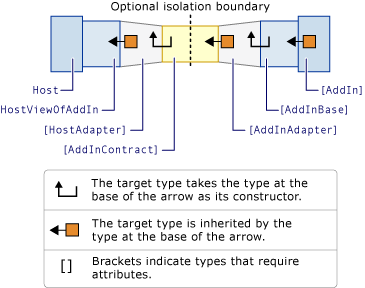 Optional isolation boundary
Host
HostViewOfAddIn
[HostAdapter]
[AddInContract]
[AddIn]
[AddInBase]
[AddInAdapter]
The target type takes the type at the
base of the arrow as its constructor.
The target type is inherited by the
type at the base of the arrow.
[ ] Brackets indicate types that require
attributes.